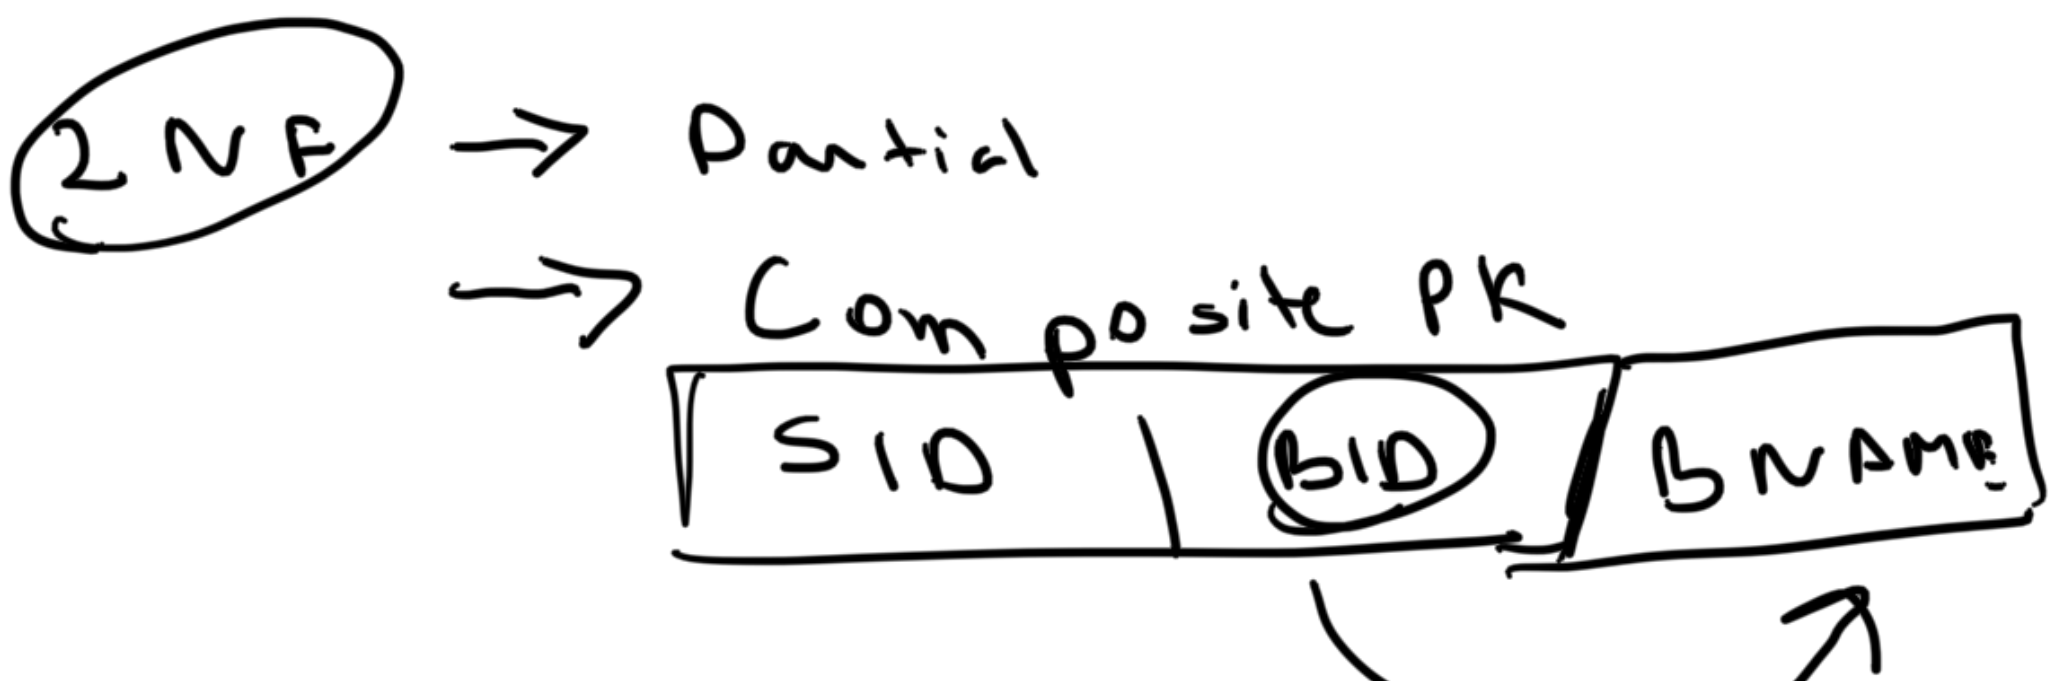 2NF → Partial
→ Composite PK
SID BID BNAME